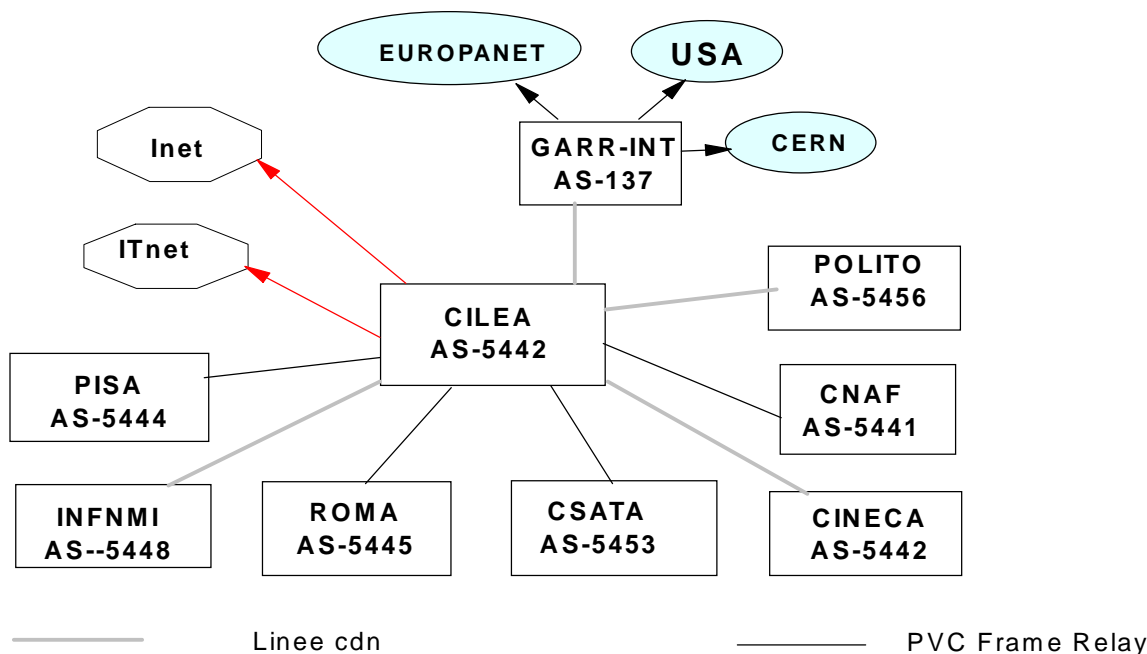 EUROPANET
USA
GARR-INT
AS-137
CERN
Inet
ITnet
CILEA
AS-5442
POLITO
AS-5456
PISA
AS-5444
CNAF
AS-5441
INFNMI
AS--5448
ROMA
AS-5445
CSATA
AS-5453
CINECA
AS-5442
Linee cdn
PVC Frame Relay